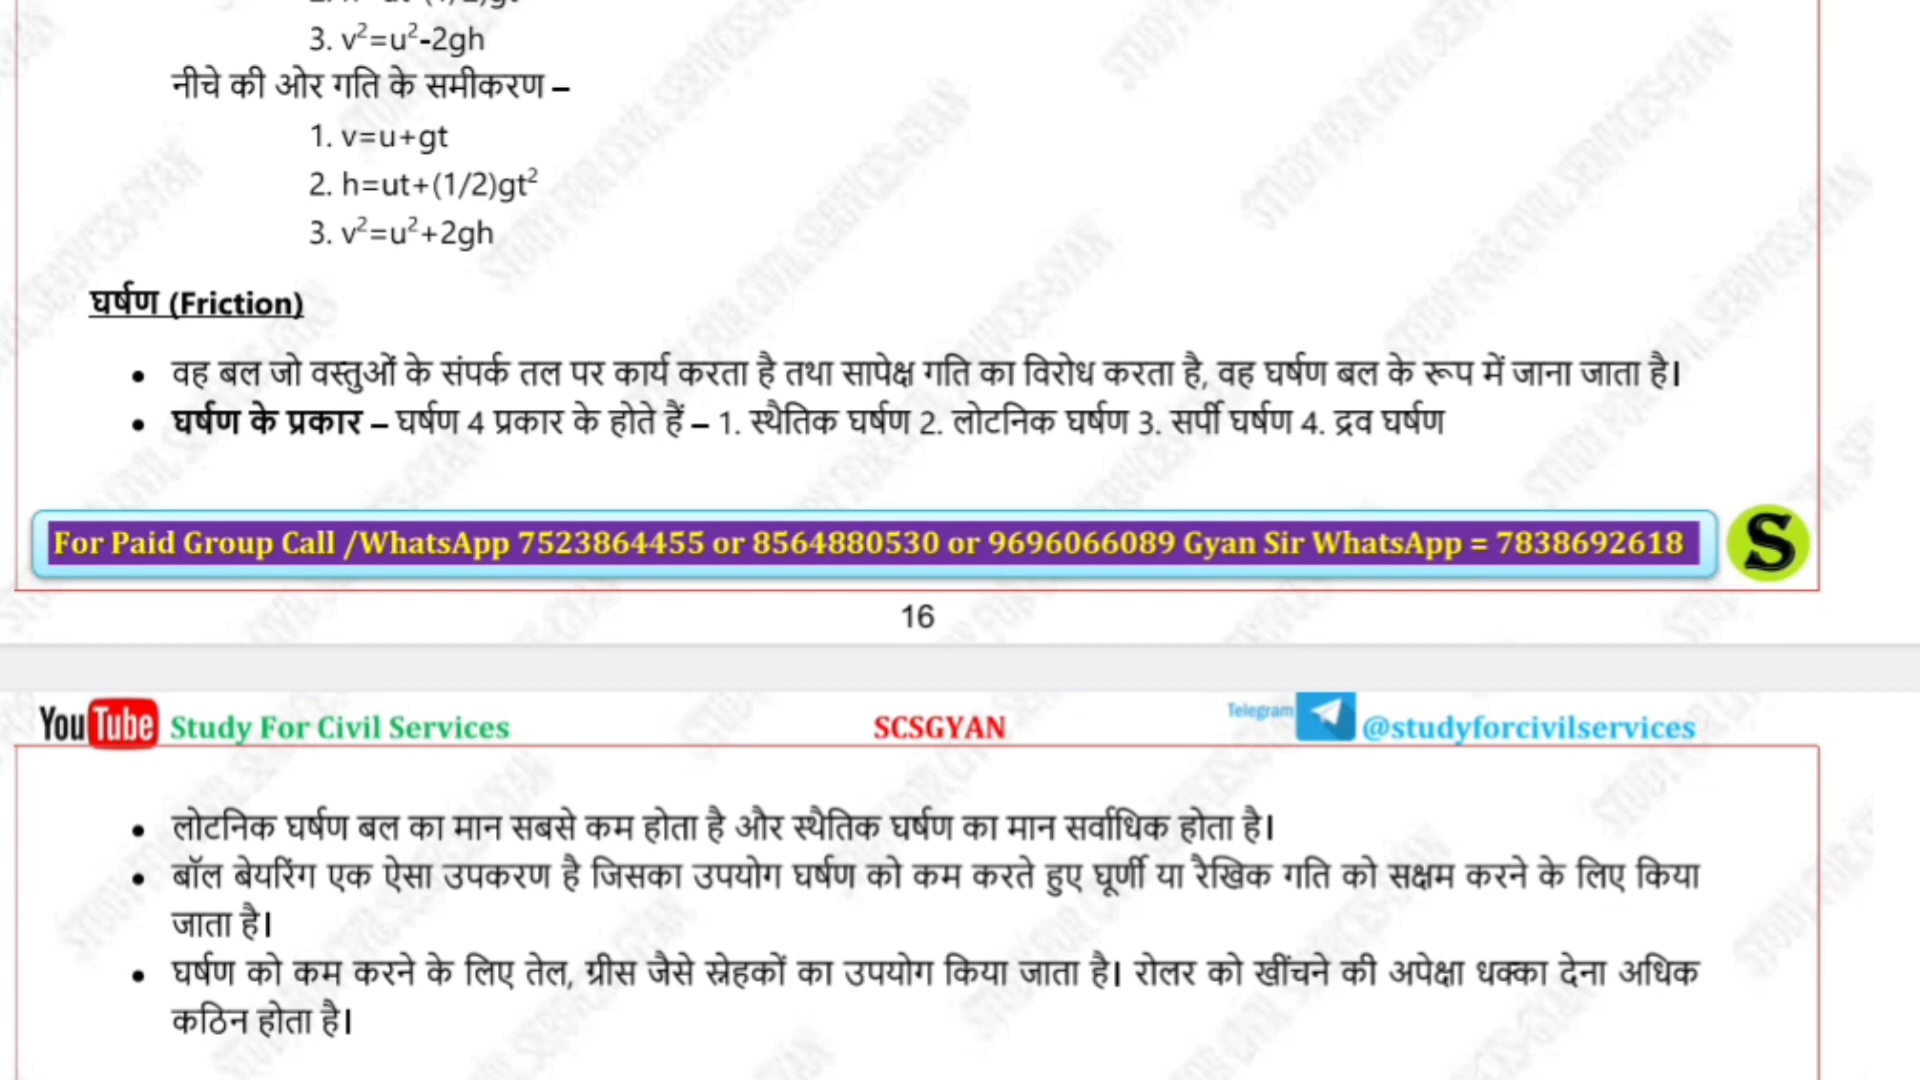 3. v²=u²-2gh
नीचे की ओर गति के समीकरण –
1. v=u+gt
2. h=ut+(1/2)gt²
3. v²=u²+2gh
घर्षण (Friction)
• वह बल जो वस्तुओं के संपर्क तल पर कार्य करता है तथा सापेक्ष गति का विरोध करता है, वह घर्षण बल के रूप में जाना जाता है।
• घर्षण के प्रकार – घर्षण 4 प्रकार के होते हैं – 1. स्थैतिक घर्षण 2. लोटनिक घर्षण 3. सर्पी घर्षण 4. द्रव घर्षण
For Paid Group Call /WhatsApp 7523864455 or 8564880530 or 9696066089 Gyan Sir WhatsApp = 7838692618 S
16
YouTube Study For Civil Services SCSGYAN Telegram @studyforcivilservices
• लोटनिक घर्षण बल का मान सबसे कम होता है और स्थैतिक घर्षण का मान सर्वाधिक होता है।
• बॉल बेयरिंग एक ऐसा उपकरण है जिसका उपयोग घर्षण को कम करते हुए घूर्णी या रैखिक गति को सक्षम करने के लिए किया
जाता है।
• घर्षण को कम करने के लिए तेल, ग्रीस जैसे स्नेहकों का उपयोग किया जाता है। रोलर को खींचने की अपेक्षा धक्का देना अधिक
कठिन होता है।